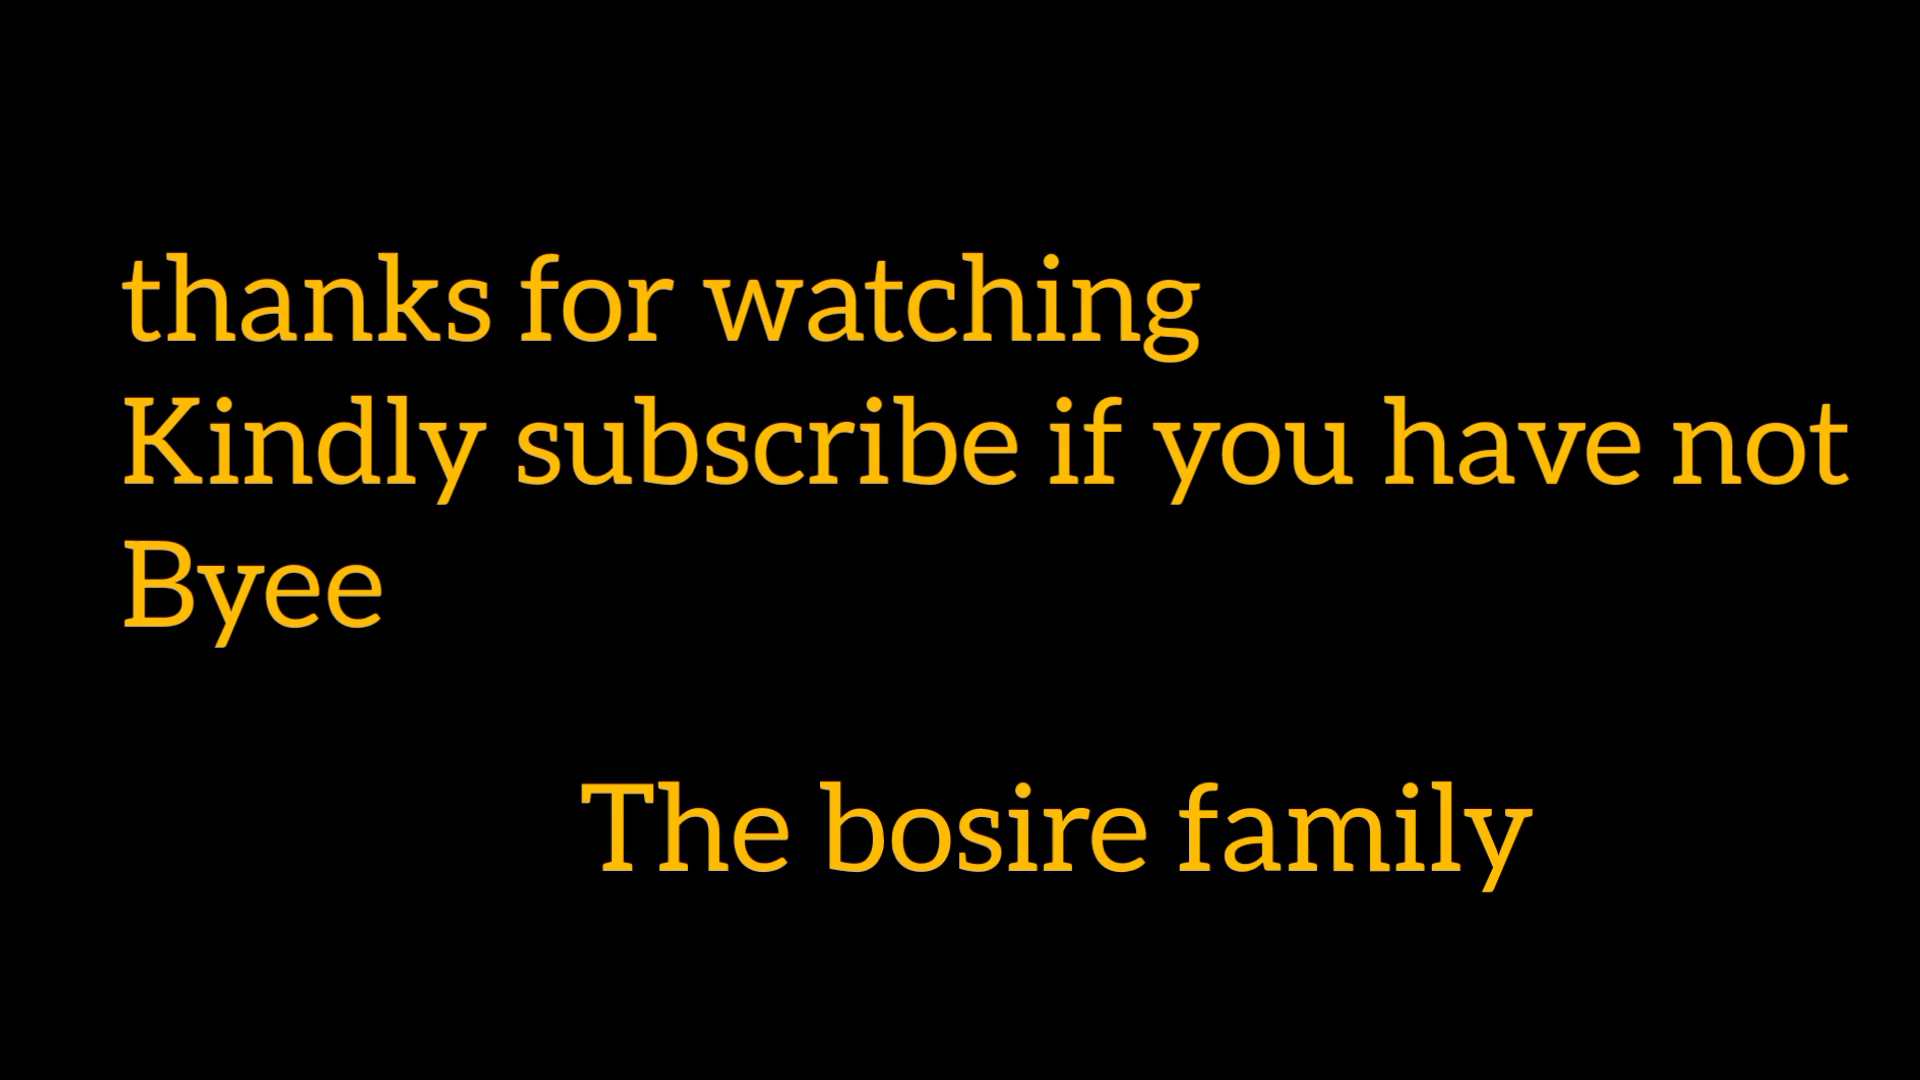 thanks for watching
Kindly subscribe if you have not
Byee
The bosire family